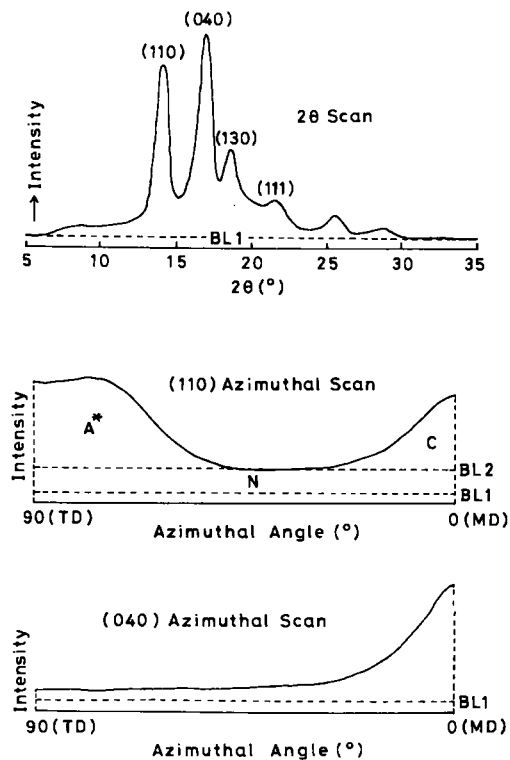 (040)
(110)
2θ Scan
(130)
(111)
→ Intensity
BL1
5 10 15 20 25 30 35
2θ(°)
(110) Azimuthal Scan
Intensity
A*
C
BL2
N
BL1
90(TD) 0(MD)
Azimuthal Angle(°)
(040) Azimuthal Scan
Intensity
BL1
90(TD) 0(MD)
Azimuthal Angle(°)